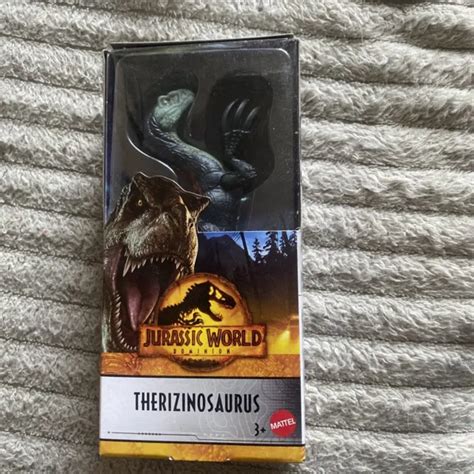 JURASSIC WORLD
DOMINION
THERIZINOSAURUS
3+
MATTEL